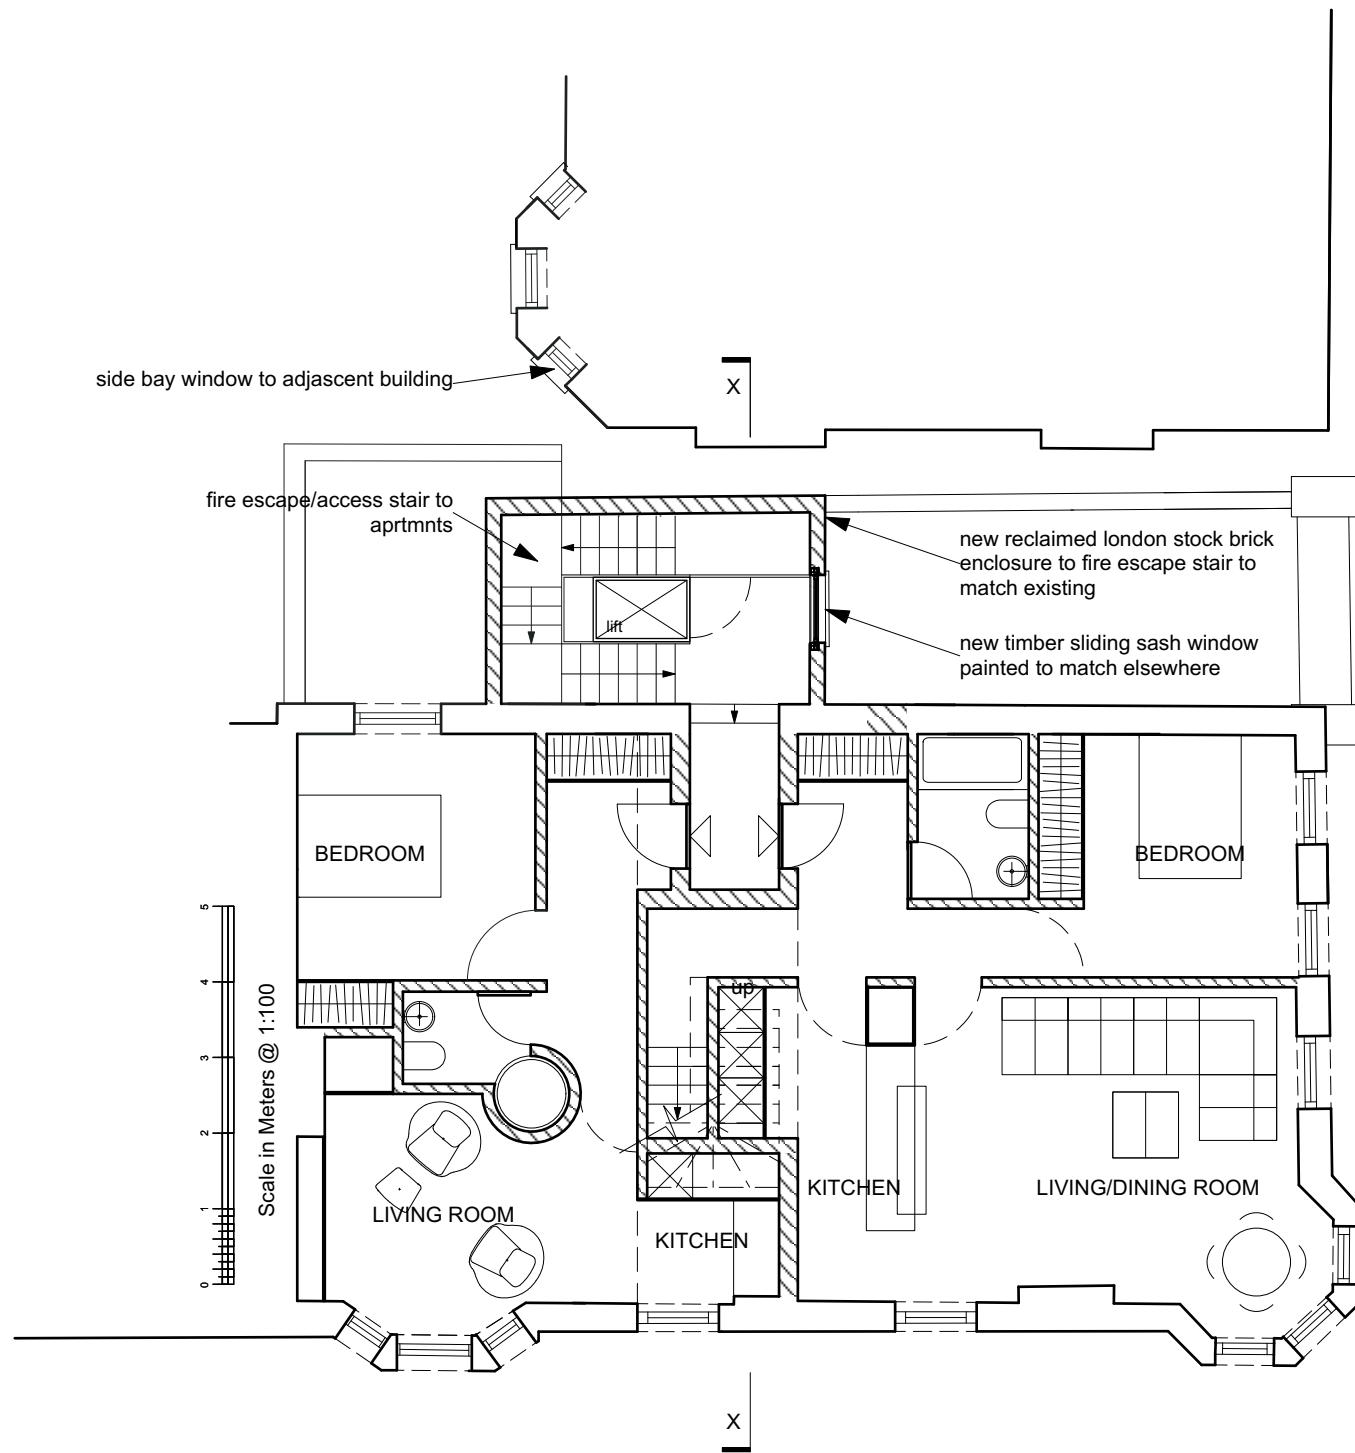 X
side bay window to adjascent building
fire escape/access stair to
aprtmnts
new reclaimed london stock brick
enclosure to fire escape stair to
match existing
new timber sliding sash window
painted to match elsewhere
lift
BEDROOM
BEDROOM
up
5
4
3
2
1
0
Scale in Meters @ 1:100
LIVING ROOM
KITCHEN
KITCHEN
LIVING/DINING ROOM
X